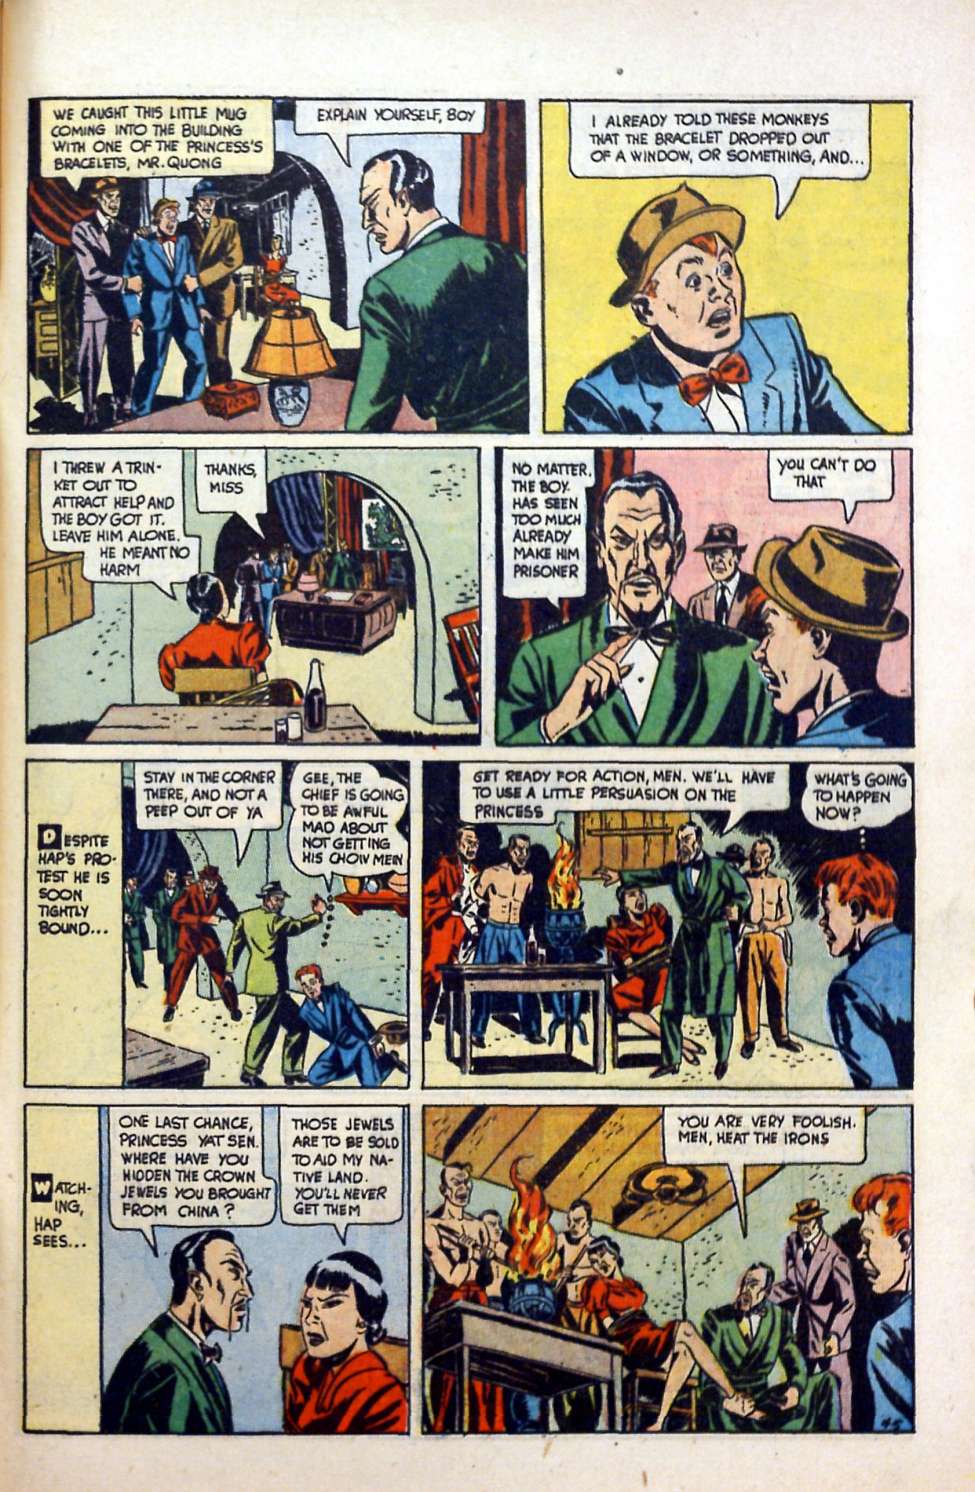 WE CAUGHT THIS LITTLE MUG
COMING INTO THE BUILDING
WITH ONE OF THE PRINCESS'S
BRACELETS, MR. QUONG
EXPLAIN YOURSELF, BOY
I ALREADY TOLD THESE MONKEYS
THAT THE BRACELET DROPPED OUT
OF A WINDOW, OR SOMETHING, AND...
I THREW A TRIN-
KET OUT TO
ATTRACT HELP AND
THE BOY GOT IT.
LEAVE HIM ALONE.
HE MEANT NO
HARM
THANKS,
MISS
NO MATTER.
THE BOY
HAS SEEN
TOO MUCH
ALREADY
MAKE HIM
PRISONER
YOU CAN'T DO
THAT
DESPITE
HAP'S PRO-
TEST HE IS
SOON
TIGHTLY
BOUND...
STAY IN THE CORNER
THERE, AND NOT A
PEEP OUT OF YA
GEE, THE
CHIEF IS GOING
TO BE AWFUL
MAD ABOUT
NOT GETTING
HIS CHOW MEIN
GET READY FOR ACTION, MEN. WE'LL HAVE
TO USE A LITTLE PERSUASION ON THE
PRINCESS
WHAT'S GOING
TO HAPPEN
NOW?
WATCH-
ING,
HAP
SEES...
ONE LAST CHANCE,
PRINCESS YAT SEN.
WHERE HAVE YOU
HIDDEN THE CROWN
JEWELS YOU BROUGHT
FROM CHINA?
THOSE JEWELS
ARE TO BE SOLD
TO AID MY NA-
TIVE LAND.
YOU'LL NEVER
GET THEM
YOU ARE VERY FOOLISH.
MEN, HEAT THE IRONS